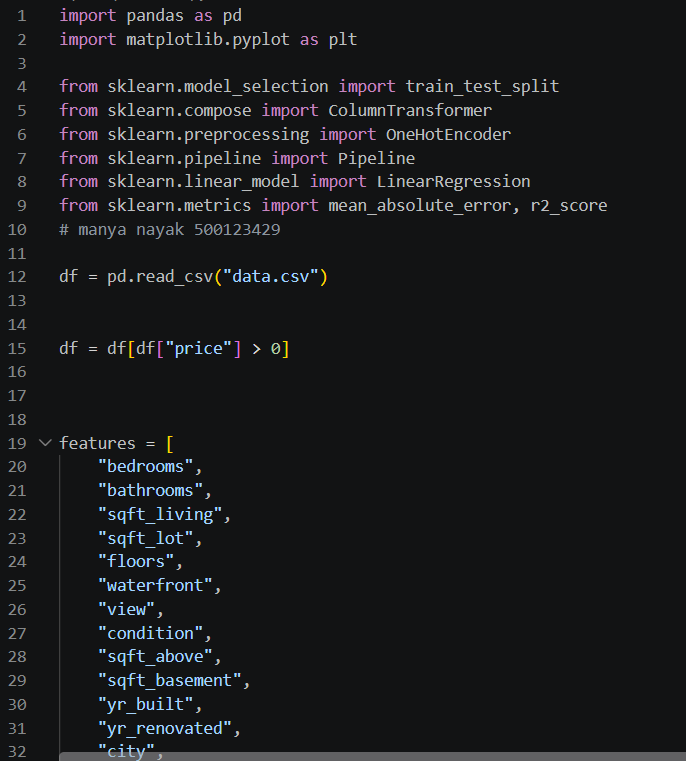 1 import pandas as pd
2 import matplotlib.pyplot as plt
3
4 from sklearn.model_selection import train_test_split
5 from sklearn.compose import ColumnTransformer
6 from sklearn.preprocessing import OneHotEncoder
7 from sklearn.pipeline import Pipeline
8 from sklearn.linear_model import LinearRegression
9 from sklearn.metrics import mean_absolute_error, r2_score
10 # manya nayak 500123429
11
12 df = pd.read_csv("data.csv")
13
14
15 df = df[df["price"] > 0]
16
17
18
19 features = [
20     "bedrooms",
21     "bathrooms",
22     "sqft_living",
23     "sqft_lot",
24     "floors",
25     "waterfront",
26     "view",
27     "condition",
28     "sqft_above",
29     "sqft_basement",
30     "yr_built",
31     "yr_renovated",
32     "city",